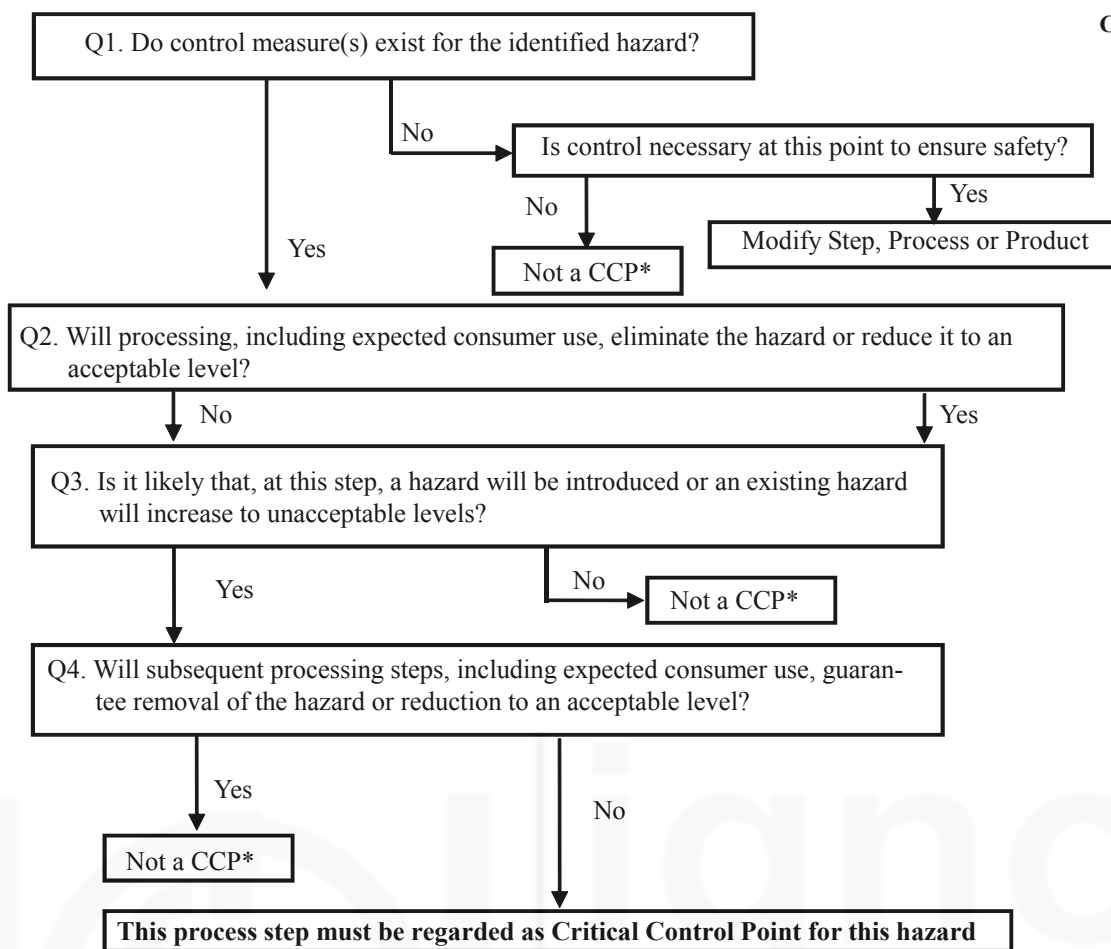 Q1. Do control measure(s) exist for the identified hazard?
C
No
Is control necessary at this point to ensure safety?
No
Yes
Yes
Modify Step, Process or Product
Not a CCP*
Q2. Will processing, including expected consumer use, eliminate the hazard or reduce it to an
acceptable level?
No
Yes
Q3. Is it likely that, at this step, a hazard will be introduced or an existing hazard
will increase to unacceptable levels?
Yes
No
Not a CCP*
Q4. Will subsequent processing steps, including expected consumer use, guaran-
tee removal of the hazard or reduction to an acceptable level?
Yes
No
Not a CCP*
This process step must be regarded as Critical Control Point for this hazard